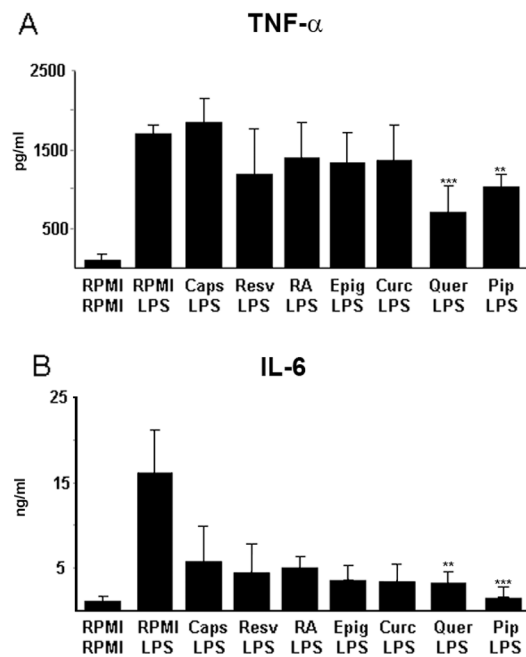 A
TNF-α
2500
1500
500
pg/ml
***
**
RPMI RPMI Caps Resv RA Epig Curc Quer Pip
RPMI LPS LPS LPS LPS LPS LPS LPS LPS
B
IL-6
25
15
5
ng/ml
**
***
RPMI RPMI Caps Resv RA Epig Curc Quer Pip
RPMI LPS LPS LPS LPS LPS LPS LPS LPS